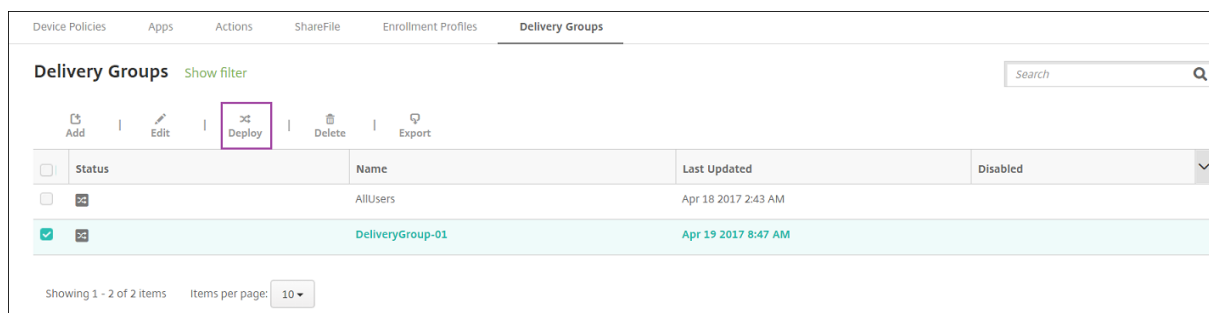 Device Policies Apps Actions ShareFile Enrollment Profiles Delivery Groups
Delivery Groups Show filter Search
Add | Edit | Deploy | Delete | Export
Status Name Last Updated Disabled
AllUsers Apr 18 2017 2:43 AM
DeliveryGroup-01 Apr 19 2017 8:47 AM
Showing 1 - 2 of 2 items Items per page: 10